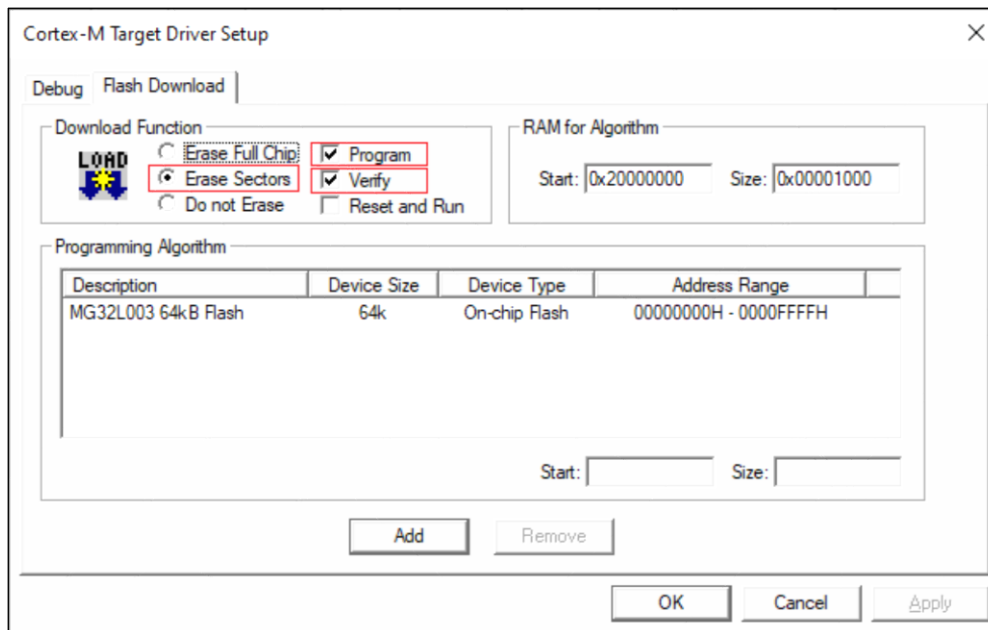 Cortex-M Target Driver Setup
Debug Flash Download
Download Function
LOAD
Erase Full Chip Program
Erase Sectors Verify
Do not Erase Reset and Run
RAM for Algorithm
Start: 0x20000000 Size: 0x00001000
Programming Algorithm
Description Device Size Device Type Address Range
MG32L003 64kB Flash 64k On-chip Flash 00000000H - 0000FFFFH
Start: Size:
Add Remove
OK Cancel Apply